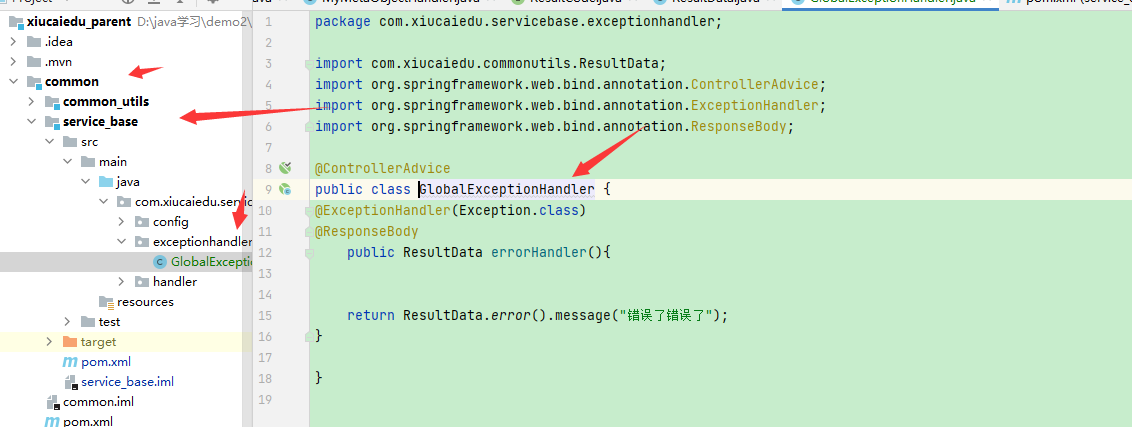 Project
MyMetaObjectHandler.java
ResultCode.java
ResultData.java
GlobalExceptionHandler.java
xiucaiedu_parent D:\java学习\demo2\
.idea
.mvn
common
common_utils
service_base
src
main
java
com.xiucaiedu.servic
config
exceptionhandler
GlobalExcepti
handler
resources
test
target
pom.xml
service_base.iml
common.iml
pom.xml
1 package com.xiucaiedu.servicebase.exceptionhandler;
2
3 import com.xiucaiedu.commonutils.ResultData;
4 import org.springframework.web.bind.annotation.ControllerAdvice;
5 import org.springframework.web.bind.annotation.ExceptionHandler;
6 import org.springframework.web.bind.annotation.ResponseBody;
7
8 @ControllerAdvice
9 public class GlobalExceptionHandler {
10 @ExceptionHandler(Exception.class)
11 @ResponseBody
12 public ResultData errorHandler(){
13
14
15 return ResultData.error().message("错误了错误了");
16 }
17
18 }
19